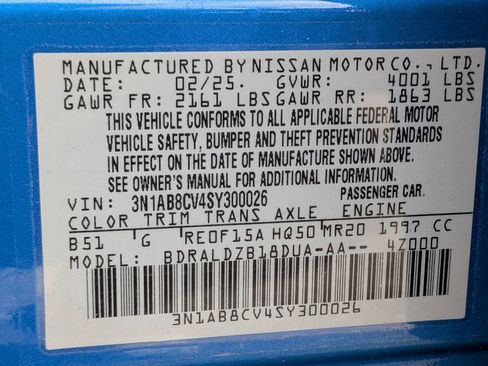 MANUFACTURED BY NISSAN MOTOR CO., LTD.
DATE: 02/25. GVWR: 4001 LBS
GAWR FR: 2161 LBS GAWR RR: 1863 LBS
THIS VEHICLE CONFORMS TO ALL APPLICABLE FEDERAL MOTOR
VEHICLE SAFETY, BUMPER AND THEFT PREVENTION STANDARDS
IN EFFECT ON THE DATE OF MANUFACTURE SHOWN ABOVE.
SEE OWNER'S MANUAL FOR ADDITIONAL INFORMATION.
VIN: 3N1AB8CV4SY300026 PASSENGER CAR.
COLOR TRIM TRANS AXLE ENGINE
B51 G RE0F15A HQ50 MR20 1997 CC
MODEL: BDRALDZB18DUA-AA-- 4Z000
3N1AB8CV4SY300026